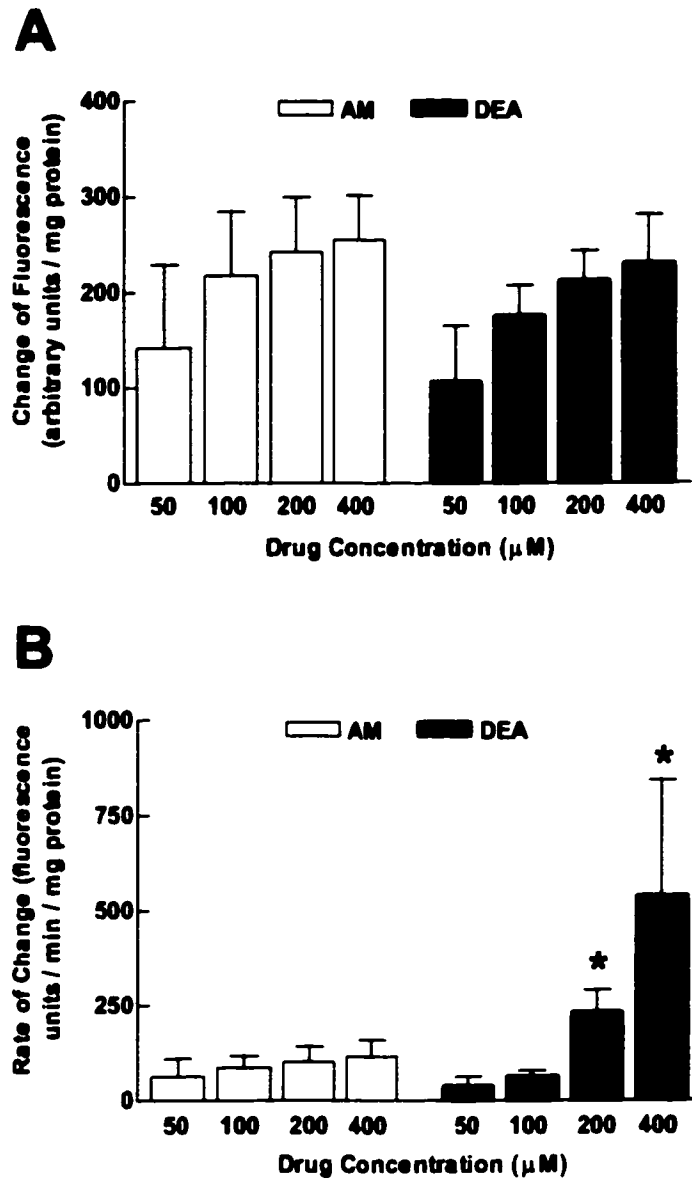 A
Change of Fluorescence
(arbitrary units / mg protein)
400
300
200
100
0
AM DEA
50 100 200 400 50 100 200 400
Drug Concentration (μM)
B
Rate of Change (fluorescence
units / min / mg protein)
1000
750
500
250
0
AM DEA
*
*
50 100 200 400 50 100 200 400
Drug Concentration (μM)